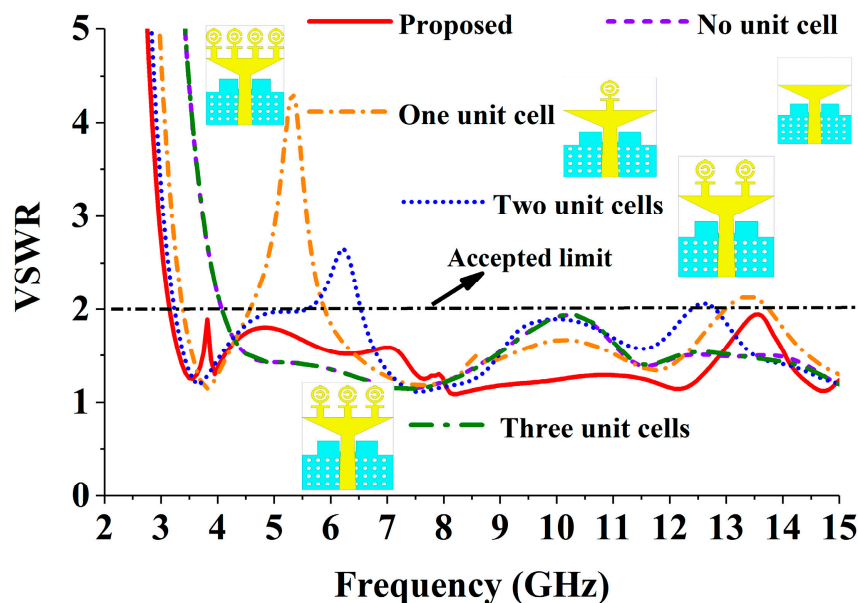 5
4
3
2
1
0
VSWR
Proposed
No unit cell
One unit cell
Two unit cells
Accepted limit
Three unit cells
2 3 4 5 6 7 8 9 10 11 12 13 14 15
Frequency (GHz)